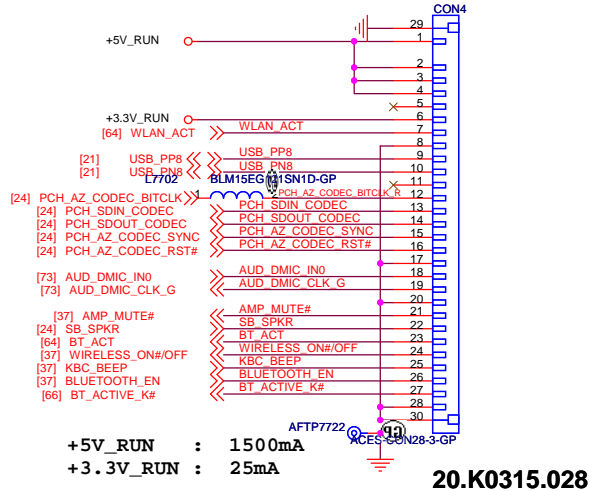 CON4
29
+5V_RUN 1
2
3
4
5
+3.3V_RUN 6
[64] WLAN_ACT WLAN_ACT 7
8
[21] USB_PP8 USB_PP8 9
[21] USB_PN8 USB_PN8 10
L7702 BLM15EG121SN1D-GP 11
[24] PCH_AZ_CODEC_BITCLK 1 2 PCH_AZ_CODEC_BITCLK_R 12
[24] PCH_SDIN_CODEC PCH_SDIN_CODEC 13
[24] PCH_SDOUT_CODEC PCH_SDOUT_CODEC 14
[24] PCH_AZ_CODEC_SYNC PCH_AZ_CODEC_SYNC 15
[24] PCH_AZ_CODEC_RST# PCH_AZ_CODEC_RST# 16
17
[73] AUD_DMIC_IN0 AUD_DMIC_IN0 18
[73] AUD_DMIC_CLK_G AUD_DMIC_CLK_G 19
20
[37] AMP_MUTE# AMP_MUTE# 21
[24] SB_SPKR SB_SPKR 22
[64] BT_ACT BT_ACT 23
[37] WIRELESS_ON#/OFF WIRELESS_ON#/OFF 24
[37] KBC_BEEP KBC_BEEP 25
[37] BLUETOOTH_EN BLUETOOTH_EN 26
[66] BT_ACTIVE_K# BT_ACTIVE_K# 27
28
30
AFTP7722 GP
ACES-CON28-3-GP
+5V_RUN : 1500mA
+3.3V_RUN : 25mA
20.K0315.028